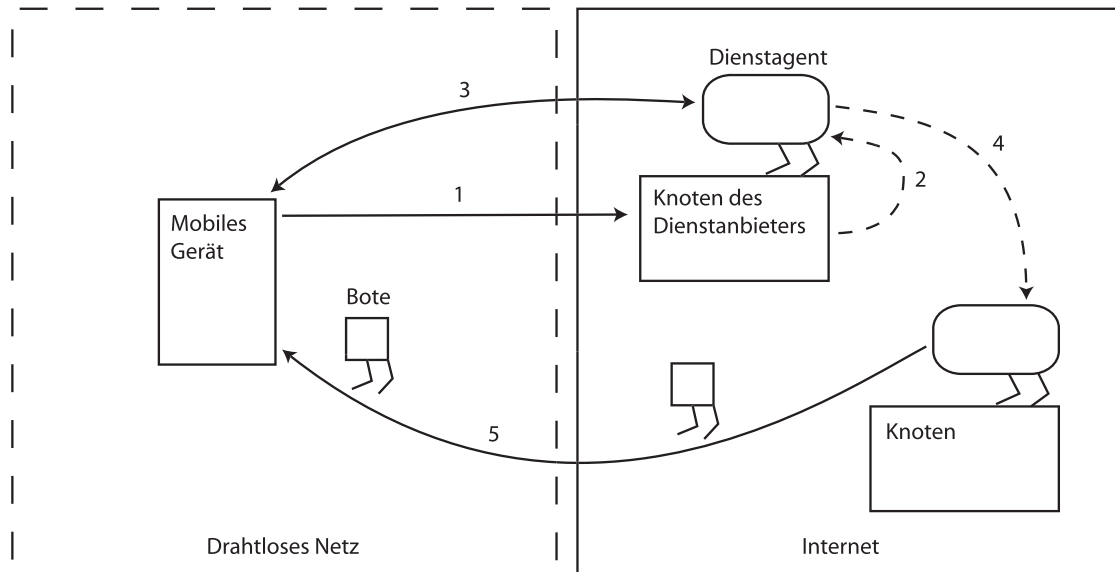 Dienstagent
3
4
2
1
Knoten des
Dienstanbieters
Mobiles
Gerät
Bote
5
Knoten
Drahtloses Netz
Internet